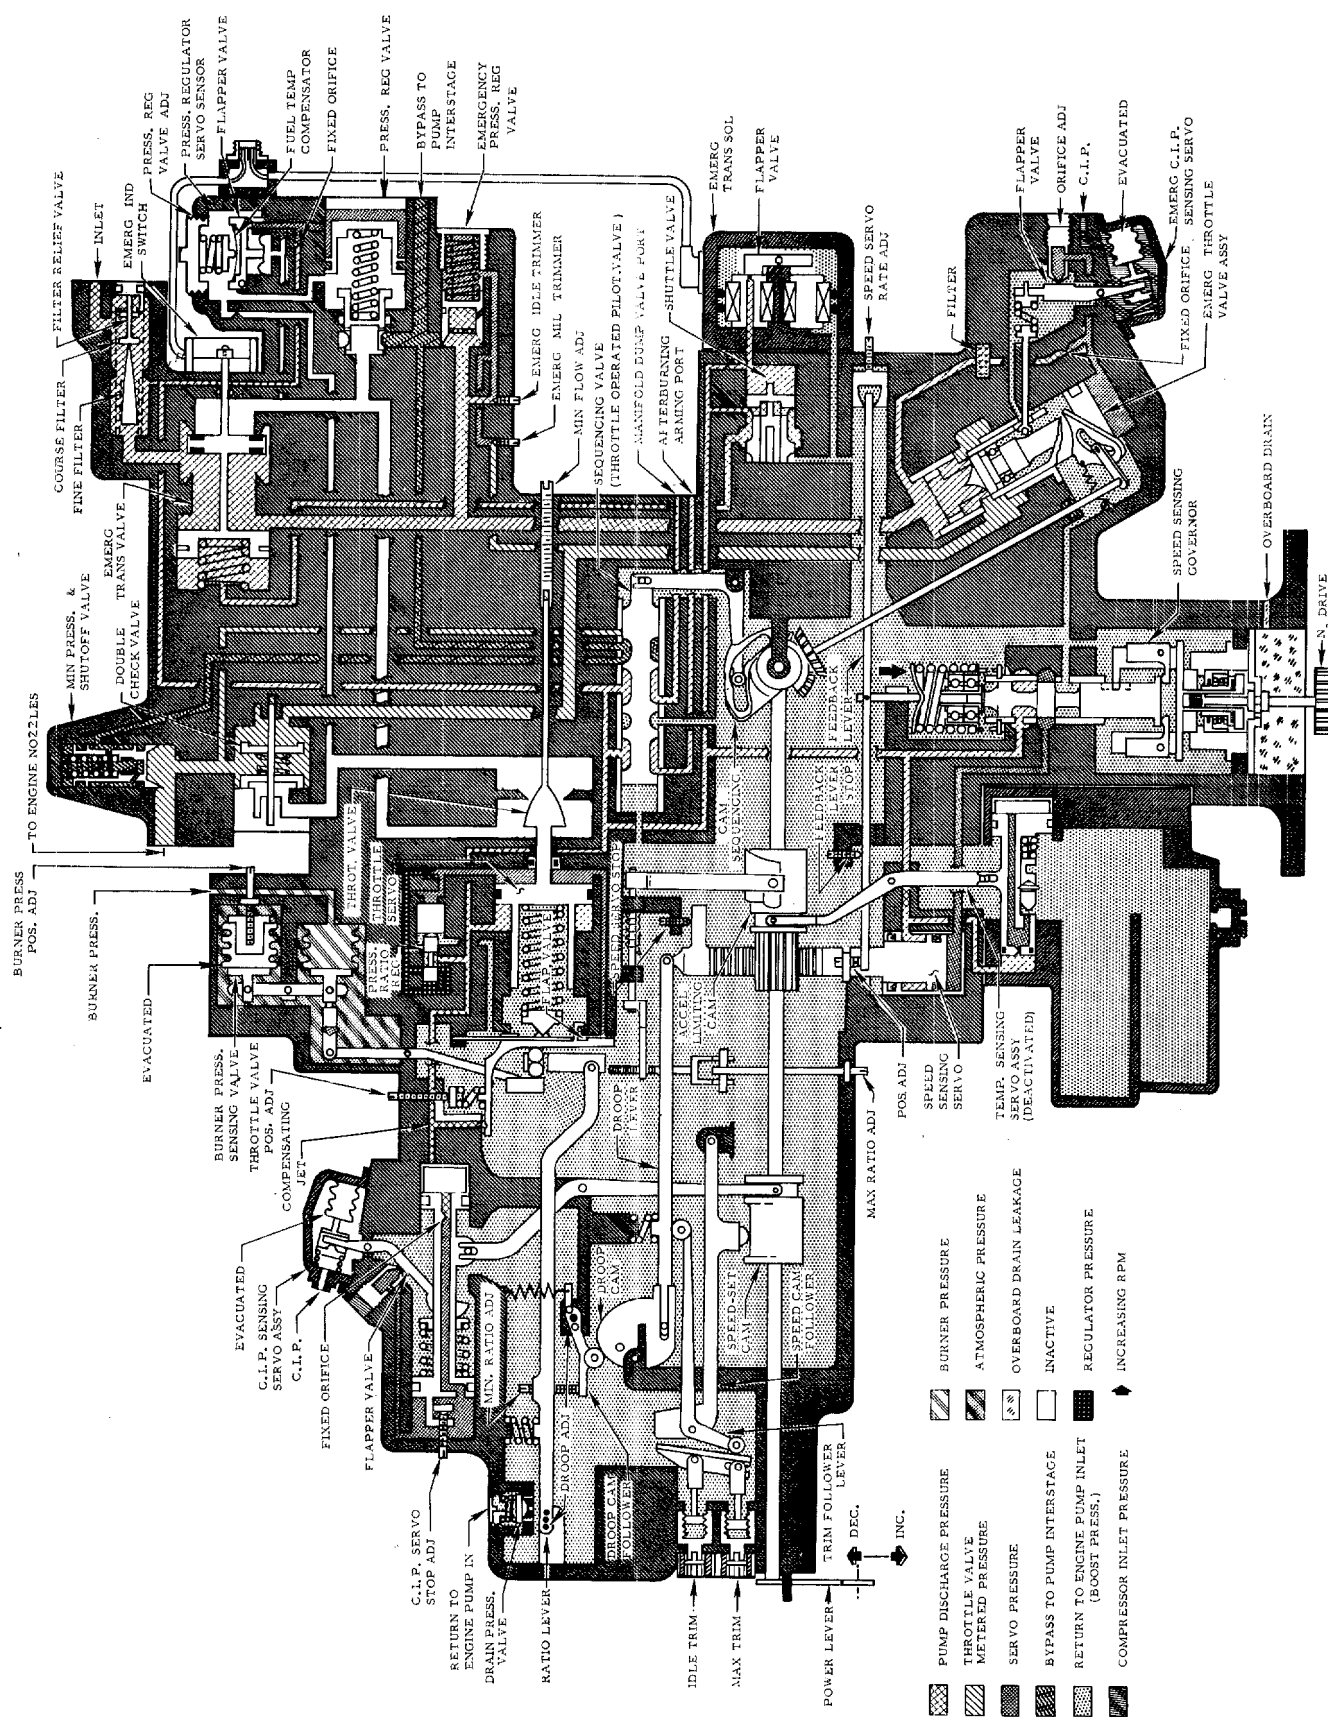 BURNER PRESS
POS. ADJ
TO ENGINE NO22LES
MIN PRESS. &
SHUTOFF VALVE
DOUBLE
CHECK VALVE
EMERG
TRANS VALVE
FINE FILTER
COURSE FILTER
FILTER RELIEF VALVE
INLET
EMERG IND
SWITCH
PRESS. REG
VALVE ADJ
PRESS. REGULATOR
SERVO SENSOR
FLAPPER VALVE
FUEL TEMP
COMPENSATOR
FIXED ORIFICE
PRESS. REG VALVE
BYPASS TO
PUMP
INTERSTAGE
EMERGENCY
PRESS. REG
VALVE
BURNER PRESS.
EVACUATED
BURNER PRESS.
SENSING VALVE
THROTTLE VALVE
POS. ADJ
COMPENSATING
JET
EVACUATED
C.I.P. SENSING
SERVO ASSY
C.I.P.
FIXED ORIFICE
FLAPPER VALVE
C.I.P. SERVO
STOP ADJ
RETURN TO
ENGINE PUMP IN
DRAIN PRESS.
VALVE
RATIO LEVER
IDLE TRIM
MAX TRIM
POWER LEVER
MIN. RATIO ADJ
DROOP ADJ
DROOP CAM
FOLLOWER
DROOP
CAM
SPEED-SET
CAM
SPEED CAM
FOLLOWER
TRIM FOLLOWER
LEVER
DEC.
INC.
PRESS.
RATIO
REG
THROTTLE
SERVO
THROT. VALVE
FLAP VALVE
SPEED SERVO STOP
DROOP
LEVER
LEVER
ACCEL
LIMITING
CAM
MAX RATIO ADJ
POS. ADJ
SPEED
SENSING
SERVO
TEMP. SENSING
SERVO ASSY
(DEACTIVATED)
SEQUENCING
CAM
FEEDBACK
LEVER
STOP
FEEDBACK
LEVER
EMERG IDLE TRIMMER
EMERG MIL TRIMMER
MIN FLOW ADJ
SEQUENCING VALVE
(THROTTLE OPERATED PILOT VALVE)
MANIFOLD DUMP VALVE PORT
AFTERBURNING
ARMING PORT
SHUTTLE VALVE
EMERG
TRANS SOL
FLAPPER
VALVE
SPEED SERVO
RATE ADJ
FILTER
FLAPPER
VALVE
ORIFICE ADJ
C.I.P.
EVACUATED
EMERG C.I.P.
SENSING SERVO
FIXED ORIFICE
EMERG THROTTLE
VALVE ASSY
SPEED SENSING
GOVERNOR
OVERBOARD DRAIN
N2 DRIVE
PUMP DISCHARGE PRESSURE
THROTTLE VALVE
METERED PRESSURE
SERVO PRESSURE
BYPASS TO PUMP INTERSTAGE
RETURN TO ENGINE PUMP INLET
(BOOST PRESS.)
COMPRESSOR INLET PRESSURE
BURNER PRESSURE
ATMOSPHERIC PRESSURE
OVERBOARD DRAIN LEAKAGE
INACTIVE
REGULATOR PRESSURE
INCREASING RPM